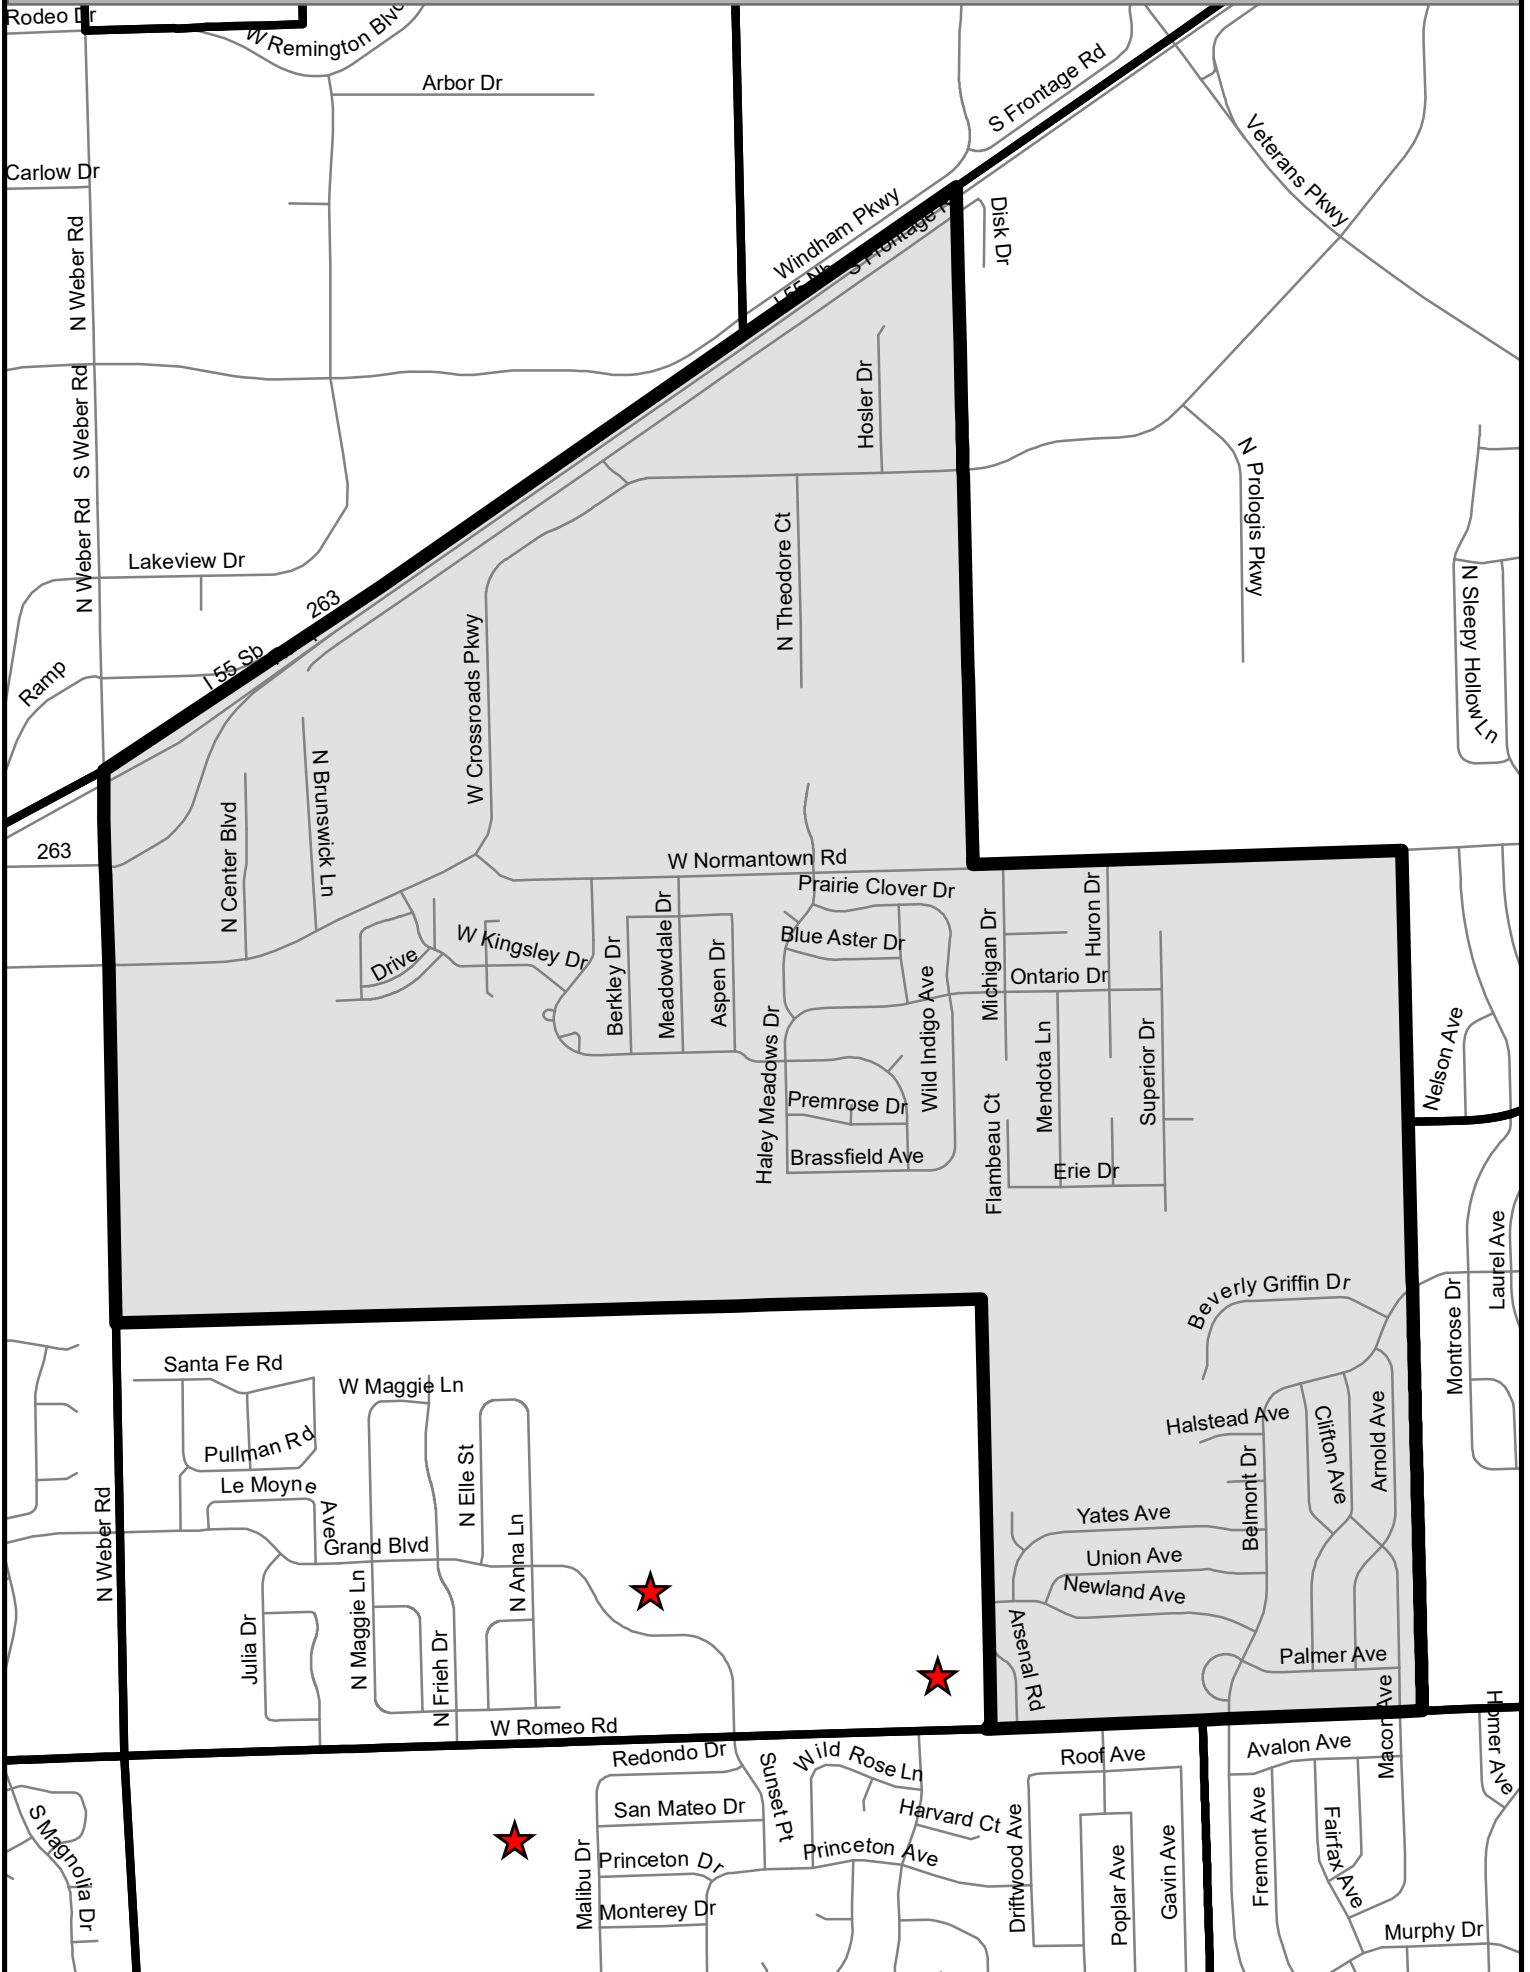 Rodeo Dr
W Remington Blvd
Arbor Dr
S Frontage Rd
Veterans Pkwy
Carlow Dr
N Weber Rd
Windham Pkwy
Disk Dr
I 55 Nb
S Frontage R
S Weber Rd
Hosler Dr
N Prologis Pkwy
N Weber Rd
N Theodore Ct
Lakeview Dr
263
N Sleepy Hollow Ln
W Crossroads Pkwy
I 55 Sb
Ramp
N Brunswick Ln
N Center Blvd
263
W Normantown Rd
Prairie Clover Dr
Huron Dr
Meadowdale Dr
Michigan Dr
W Kingsley Dr
Blue Aster Dr
Berkley Dr
Aspen Dr
Drive
Ontario Dr
Wild Indigo Ave
Haley Meadows Dr
Mendota Ln
Superior Dr
Nelson Ave
Premrose Dr
Flambeau Ct
Brassfield Ave
Erie Dr
Laurel Ave
Beverly Griffin Dr
Montrose Dr
Santa Fe Rd
W Maggie Ln
Halstead Ave
Clifton Ave
Arnold Ave
Pullman Rd
N Elle St
Belmont Dr
Le Moyne Ave
N Weber Rd
Yates Ave
N Anna Ln
Grand Blvd
Union Ave
Newland Ave
N Maggie Ln
Julia Dr
N Frieh Dr
Arsenal Rd
Palmer Ave
Macon Ave
W Romeo Rd
Homer Ave
Redondo Dr
Wild Rose Ln
Roof Ave
Avalon Ave
Sunset Pt
San Mateo Dr
Harvard Ct
S Magnolia Dr
Malibu Dr
Princeton Dr
Princeton Ave
Driftwood Ave
Poplar Ave
Gavin Ave
Fremont Ave
Fairfax Ave
Monterey Dr
Murphy Dr